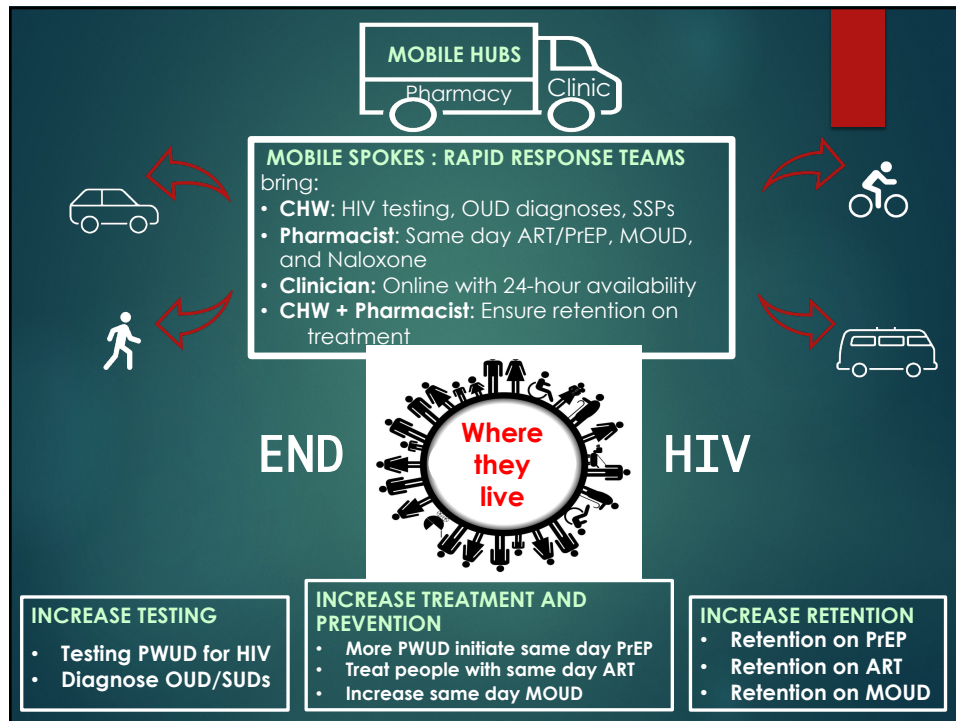 MOBILE HUBS
Pharmacy
Clinic
MOBILE SPOKES : RAPID RESPONSE TEAMS
bring:
• CHW: HIV testing, OUD diagnoses, SSPs
• Pharmacist: Same day ART/PrEP, MOUD,
and Naloxone
• Clinician: Online with 24-hour availability
• CHW + Pharmacist: Ensure retention on
treatment
END
Where
they
live
HIV
INCREASE TESTING
• Testing PWUD for HIV
• Diagnose OUD/SUDs
INCREASE TREATMENT AND
PREVENTION
• More PWUD initiate same day PrEP
• Treat people with same day ART
• Increase same day MOUD
INCREASE RETENTION
• Retention on PrEP
• Retention on ART
• Retention on MOUD